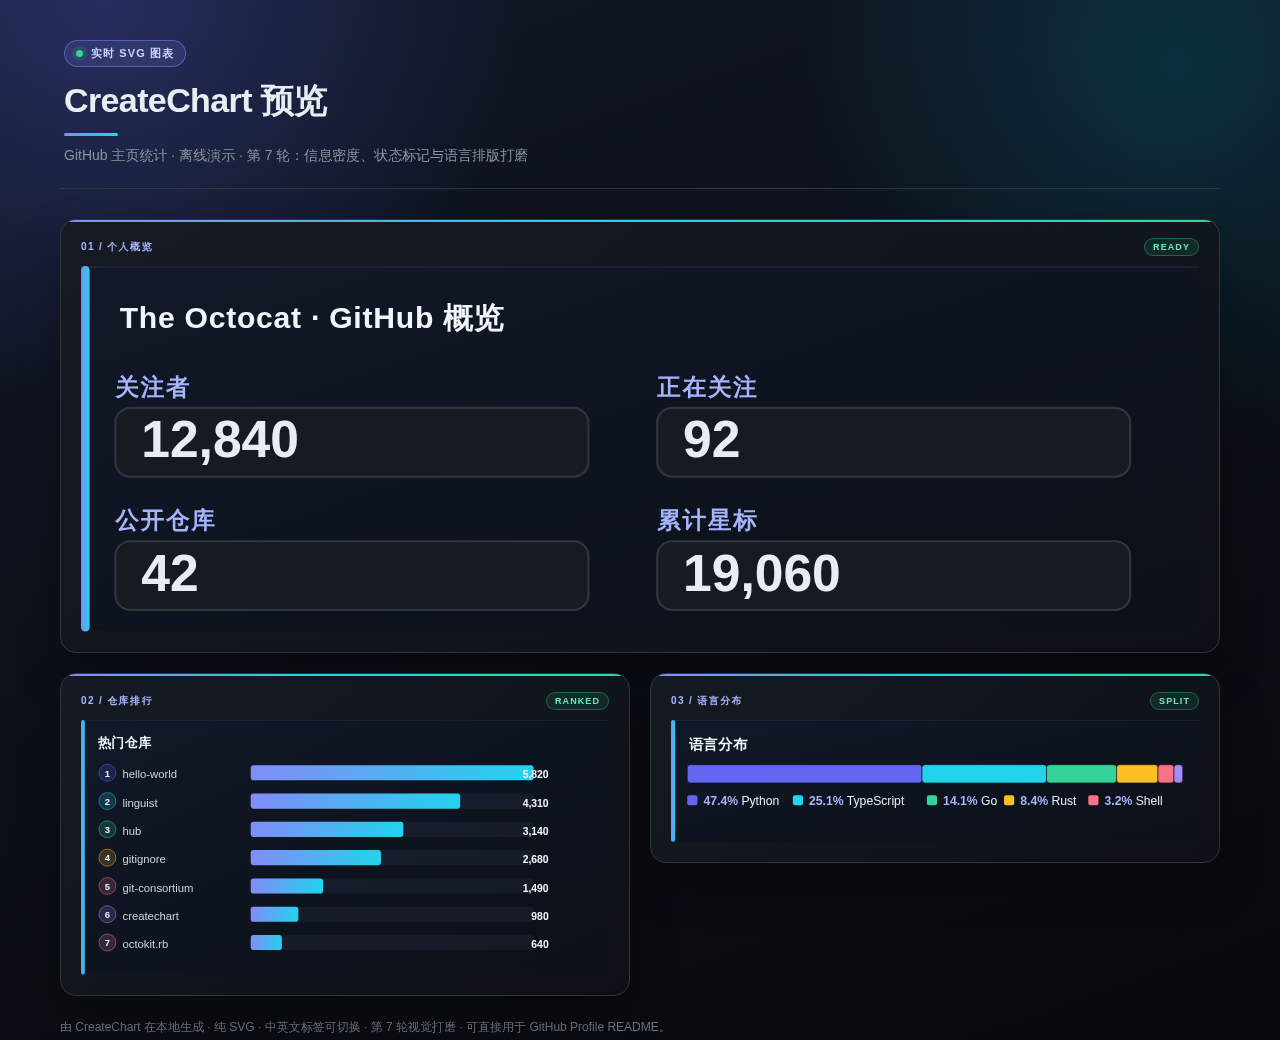 实时 SVG 图表
CreateChart 预览
GitHub 主页统计 · 离线演示 · 第 7 轮：信息密度、状态标记与语言排版打磨
01 / 个人概览
READY
The Octocat · GitHub 概览
关注者
正在关注
12,840
92
公开仓库
累计星标
42
19,060
02 / 仓库排行
RANKED
热门仓库
1 hello-world 5,820
2 linguist 4,310
3 hub 3,140
4 gitignore 2,680
5 git-consortium 1,490
6 createchart 980
7 octokit.rb 640
03 / 语言分布
SPLIT
语言分布
47.4% Python 25.1% TypeScript 14.1% Go 8.4% Rust 3.2% Shell
由 CreateChart 在本地生成 · 纯 SVG · 中英文标签可切换 · 第 7 轮视觉打磨 · 可直接用于 GitHub Profile README。